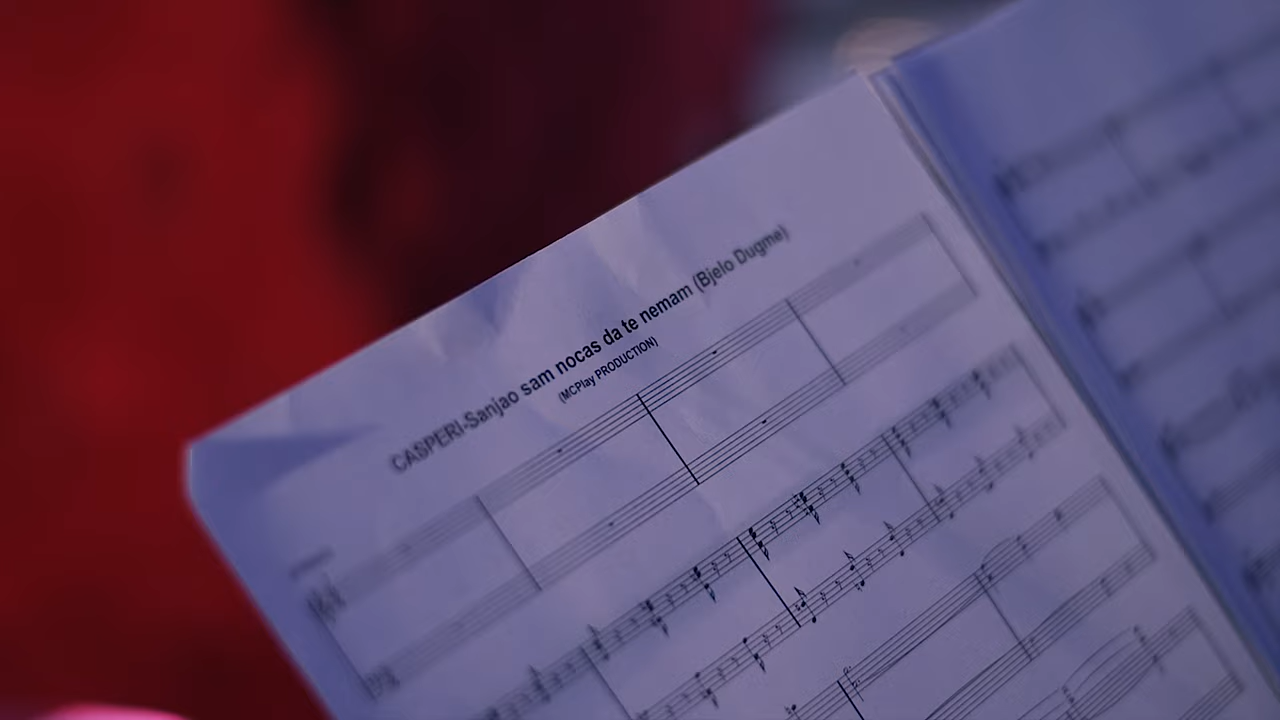 CASPERI-Sanjao sam nocas da te nemam (Bjelo Dugme)
(MCPlay PRODUCTION)